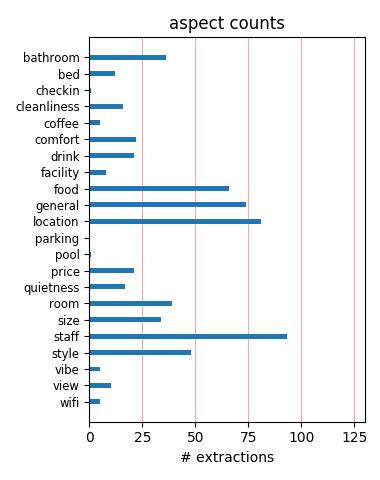 aspect counts
bathroom
bed
checkin
cleanliness
coffee
comfort
drink
facility
food
general
location
parking
pool
price
quietness
room
size
staff
style
vibe
view
wifi
0 25 50 75 100 125
# extractions